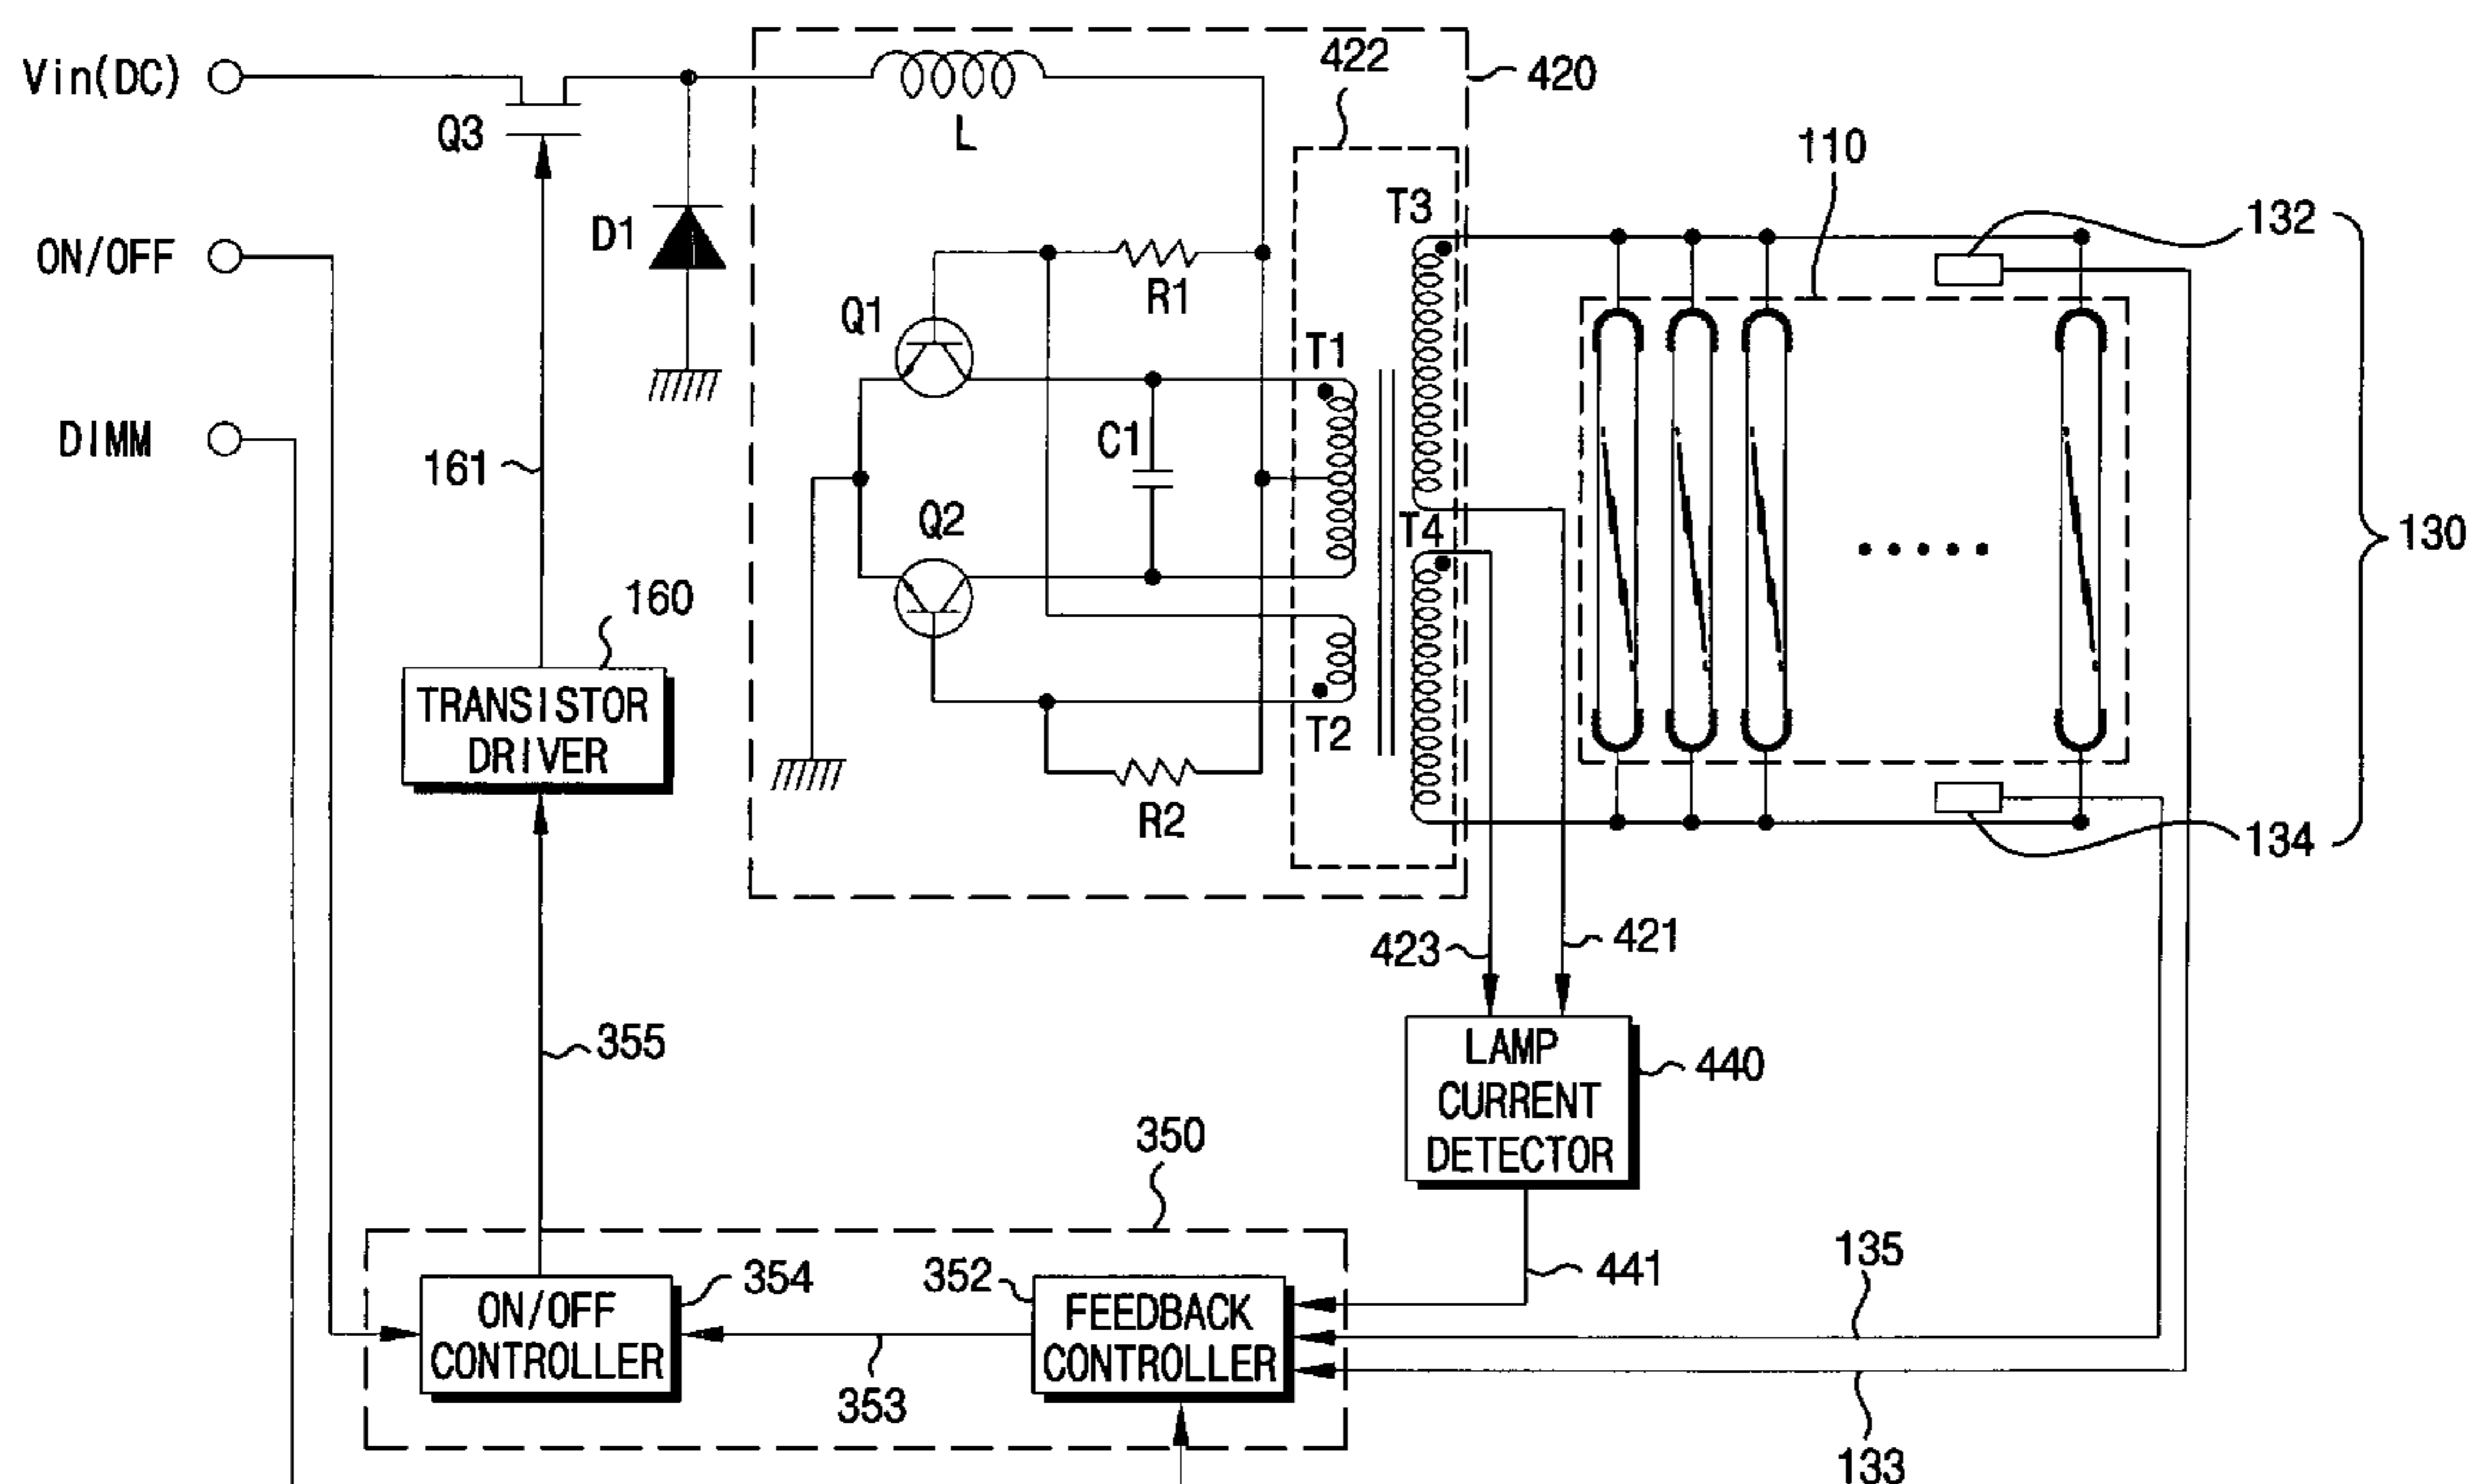 Vin(DC)
Q3
L
422
420
110
132
ON/OFF
D1
T3
R1
Q1
T1
DIMM
161
C1
Q2
T4
130
160
TRANSISTOR
DRIVER
T2
R2
134
423
421
355
LAMP
CURRENT
DETECTOR
440
350
354
352
441
135
ON/OFF
CONTROLLER
FEEDBACK
CONTROLLER
353
133